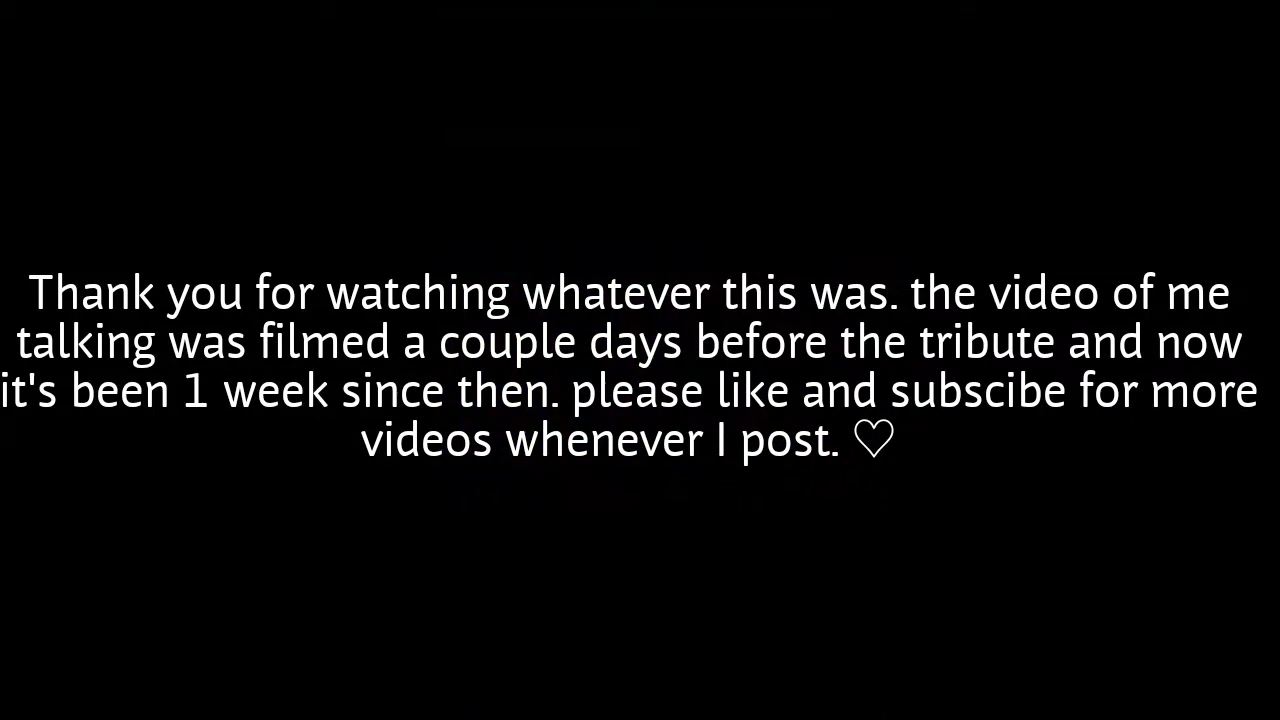 Thank you for watching whatever this was. the video of me
talking was filmed a couple days before the tribute and now
it's been 1 week since then. please like and subscibe for more
videos whenever I post. ♡